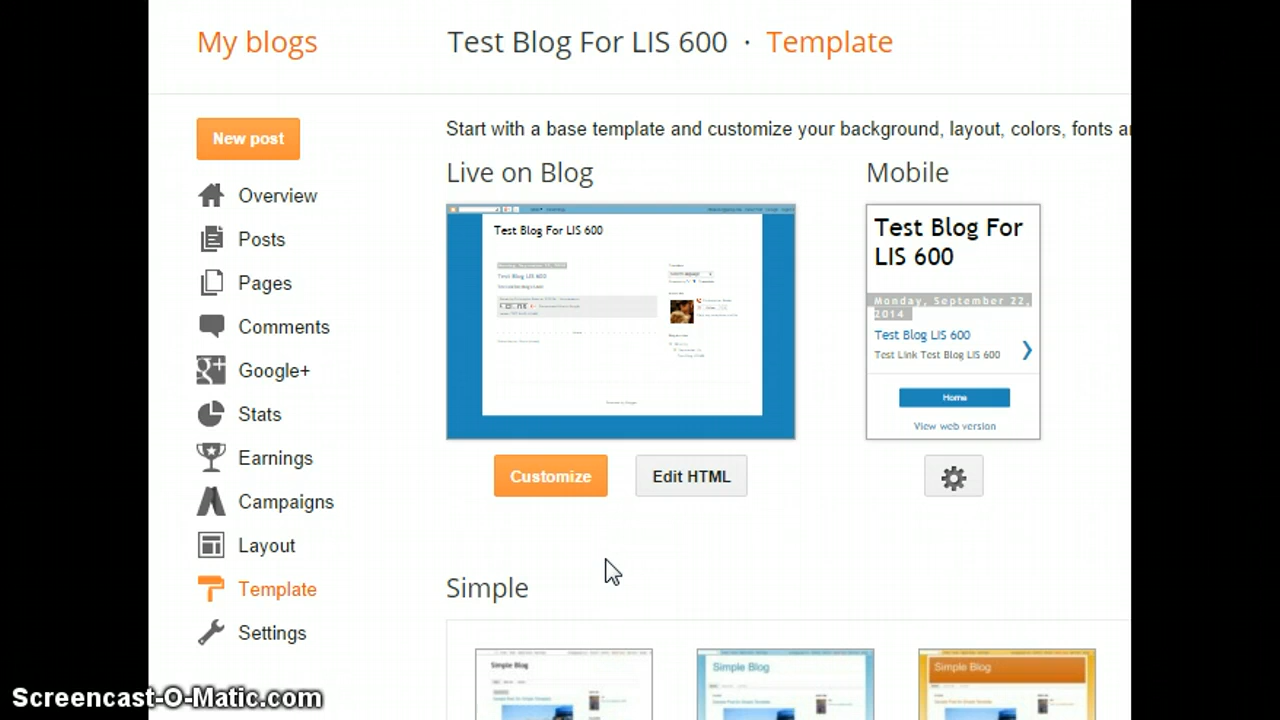 My blogs
Test Blog For LIS 600 · Template
New post
Overview
Posts
Pages
Comments
Google+
Stats
Earnings
Campaigns
Layout
Template
Settings
Start with a base template and customize your background, layout, colors, fonts
Live on Blog
Test Blog For LIS 600
Test Blog LIS 600
Customize
Edit HTML
Mobile
Test Blog For
LIS 600
Monday, September 22,
2014
Test Blog LIS 600
Test Link Test Blog LIS 600
Home
View web version
Simple
Simple Blog
Simple Blog
Simple Blog
Screencast-O-Matic.com